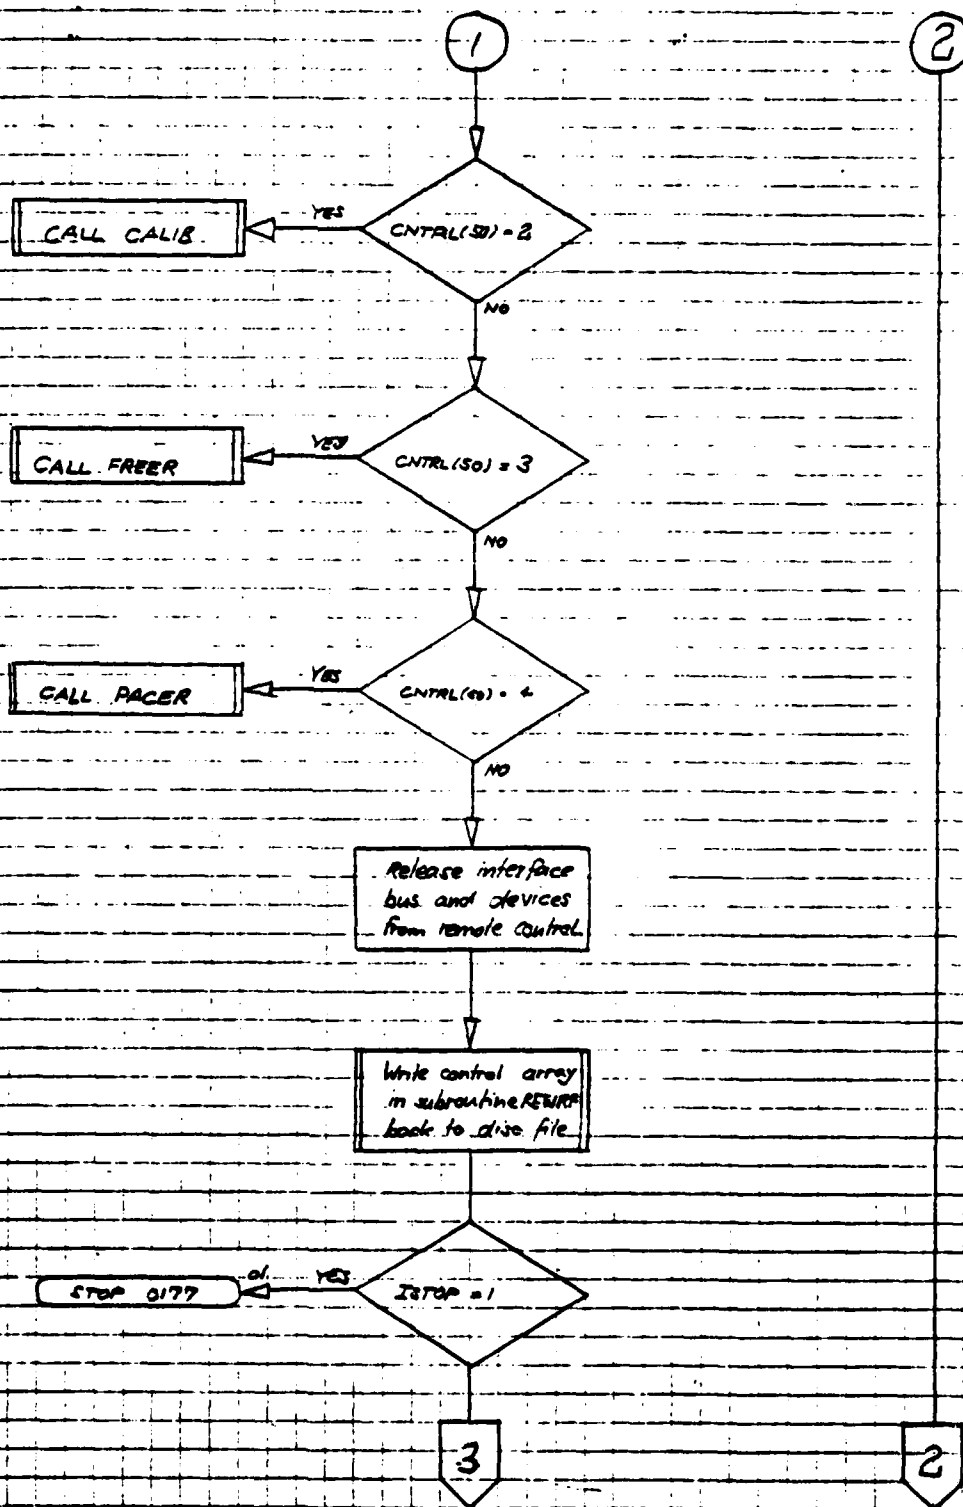 1
2
CNTRL(50) = 2
YES
CALL CALIB
NO
CNTRL(50) = 3
YES
CALL FREER
NO
CNTRL(50) =
YES
CALL PACER
NO
Release interface
bus and devices
from remote control
Write control array
in subroutine
back to disc file
ISTOP = 1
YES
STOP 0177
3
2